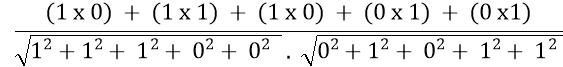 (1 x 0) + (1 x 1) + (1 x 0) + (0 x 1) + (0 x1)
√1² + 1² + 1² + 0² + 0² . √0² + 1² + 0² + 1² + 1²